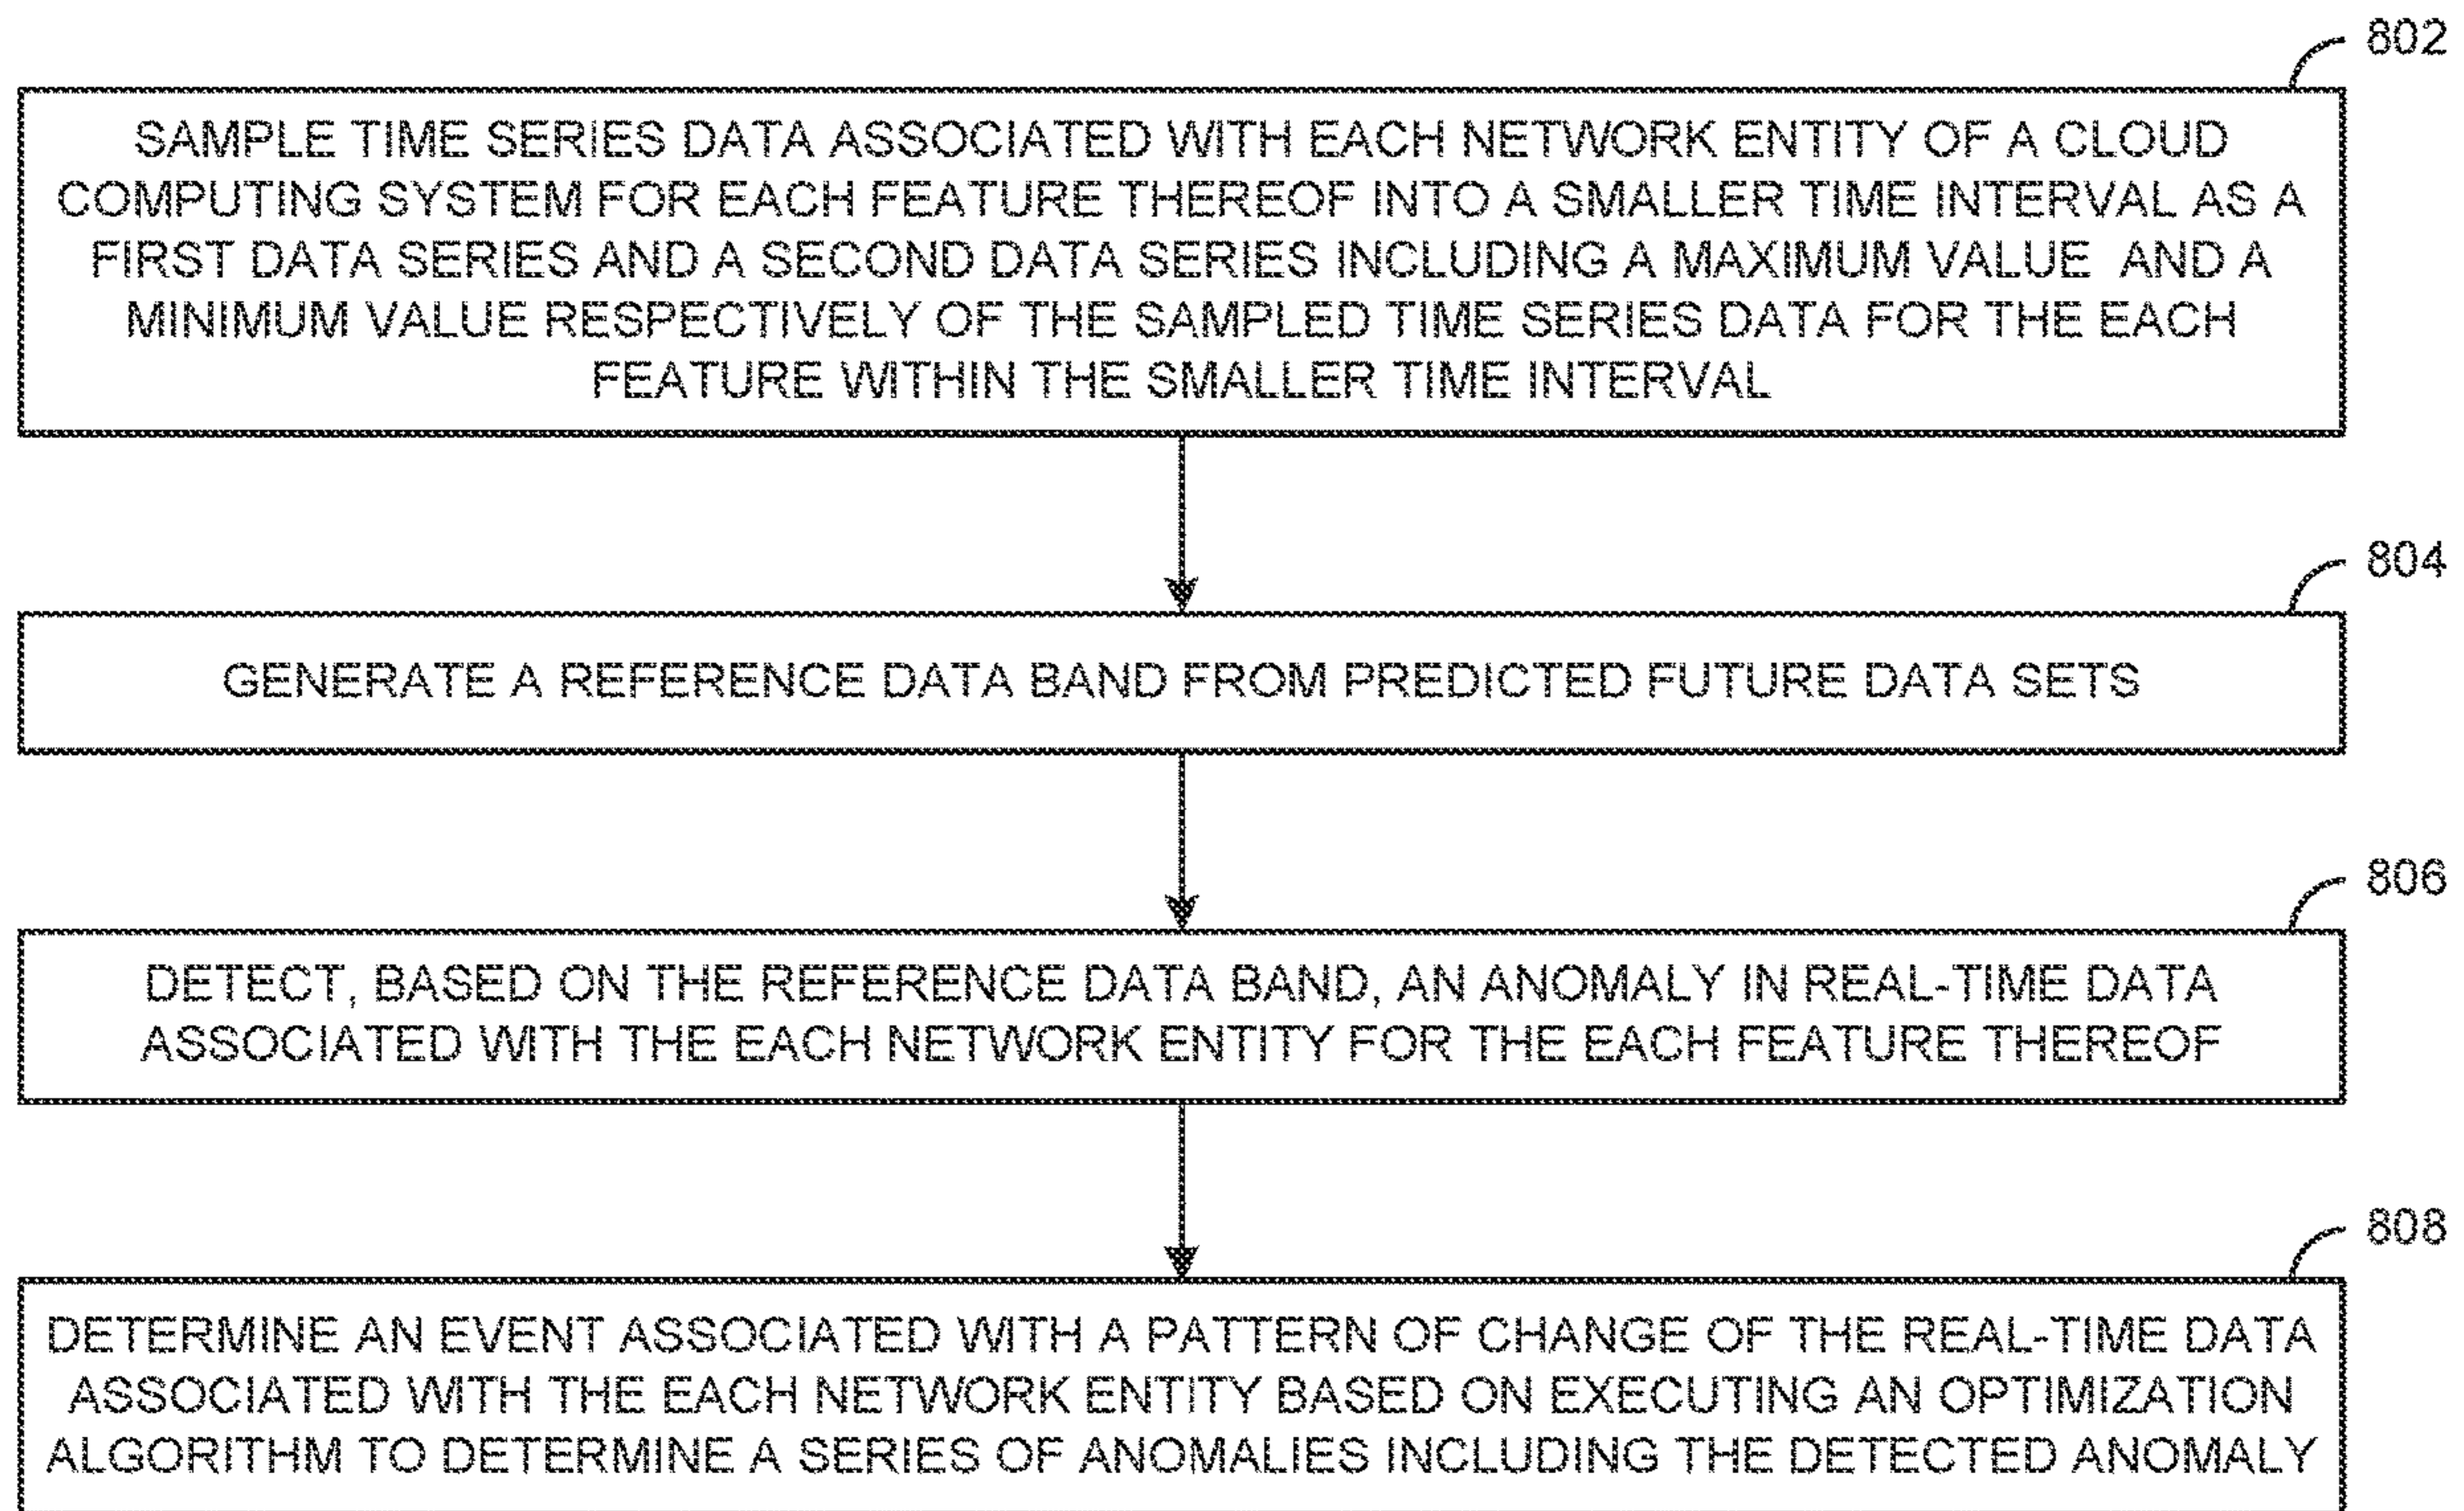 802
SAMPLE TIME SERIES DATA ASSOCIATED WITH EACH NETWORK ENTITY OF A CLOUD
COMPUTING SYSTEM FOR EACH FEATURE THEREOF INTO A SMALLER TIME INTERVAL AS A
FIRST DATA SERIES AND A SECOND DATA SERIES INCLUDING A MAXIMUM VALUE AND A
MINIMUM VALUE RESPECTIVELY OF THE SAMPLED TIME SERIES DATA FOR THE EACH
FEATURE WITHIN THE SMALLER TIME INTERVAL
804
GENERATE A REFERENCE DATA BAND FROM PREDICTED FUTURE DATA SETS
806
DETECT, BASED ON THE REFERENCE DATA BAND, AN ANOMALY IN REAL-TIME DATA
ASSOCIATED WITH THE EACH NETWORK ENTITY FOR THE EACH FEATURE THEREOF
808
DETERMINE AN EVENT ASSOCIATED WITH A PATTERN OF CHANGE OF THE REAL-TIME DATA
ASSOCIATED WITH THE EACH NETWORK ENTITY BASED ON EXECUTING AN OPTIMIZATION
ALGORITHM TO DETERMINE A SERIES OF ANOMALIES INCLUDING THE DETECTED ANOMALY